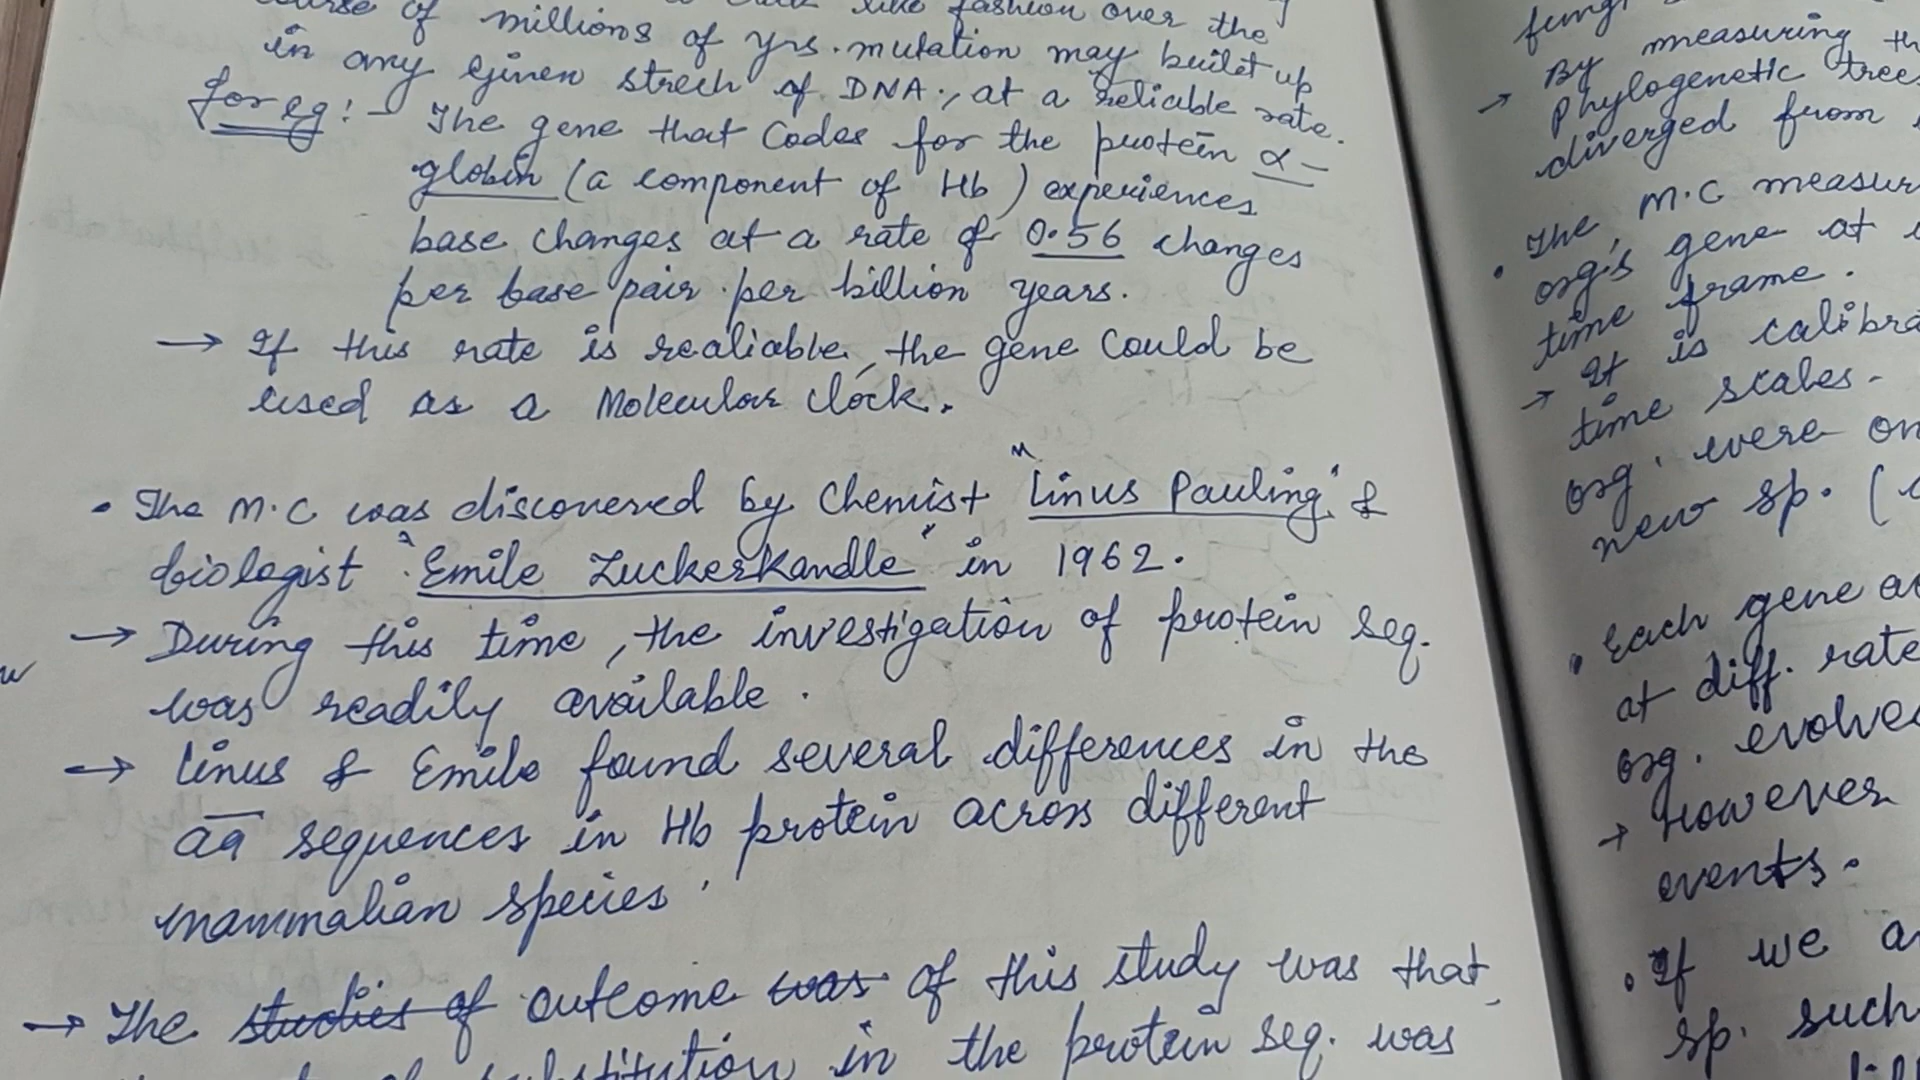 of millions of yrs. mutation may builet up
in any given strech of DNA., at a reliable rate.
for eg :- The gene that Codes for the protein α-
globin (a component of Hb) experiences
base changes at a rate of 0.56 changes
per base pair per billion years.
→ If this rate is realiable, the gene could be
used as a Molecular clock.
• The M.C was discovered by Chemist "Linus Pauling" &
biologist "Emile Zuckerkandle" in 1962.
→ During this time, the investigation of protein seq.
was readily available.
→ Linus & Emile found several differences in the
aa sequences in Hb protein across different
mammalian species.
→ The studies of outcome was of this study was that
in the protein seq. was
→ By measuring
Phylogenetic tree
diverged from
• The, M.C measur
org's gene at
time frame.
→ It is calibra
time scales.
org. were on
new sp. (
• Each gene
at diff. rate
org. evolve
→ However
events.
• If we
sp. such